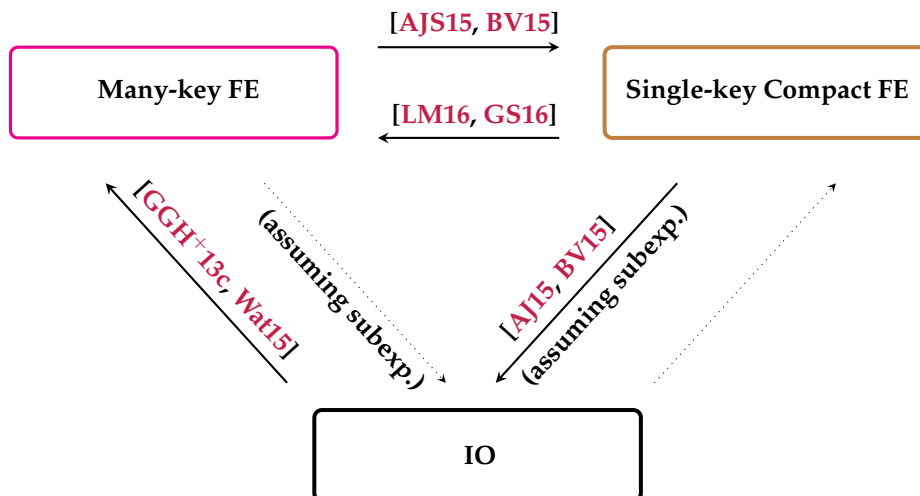 [AJS15, BV15]
Many-key FE
Single-key Compact FE
[LM16, GS16]
[GGH+13c, Wat15]
(assuming subexp.)
[AJ15, BV15]
(assuming subexp.)
IO